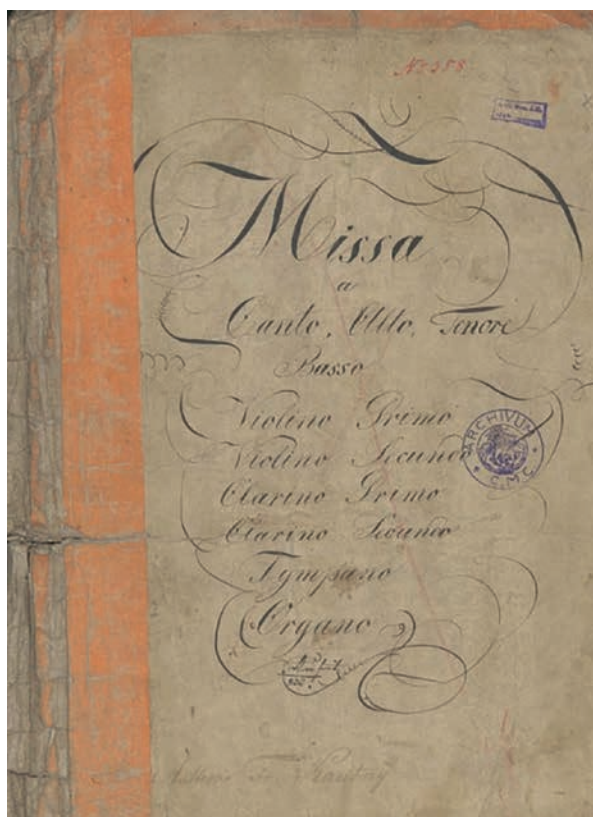 No 358.
Missa
a
Canto, Alto, Tenore
Basso
Violino Primo
Violino Secundo
ARCHIVUM
C.M.C.
Clarino Primo
Clarino Secundo
Tympano
Organo